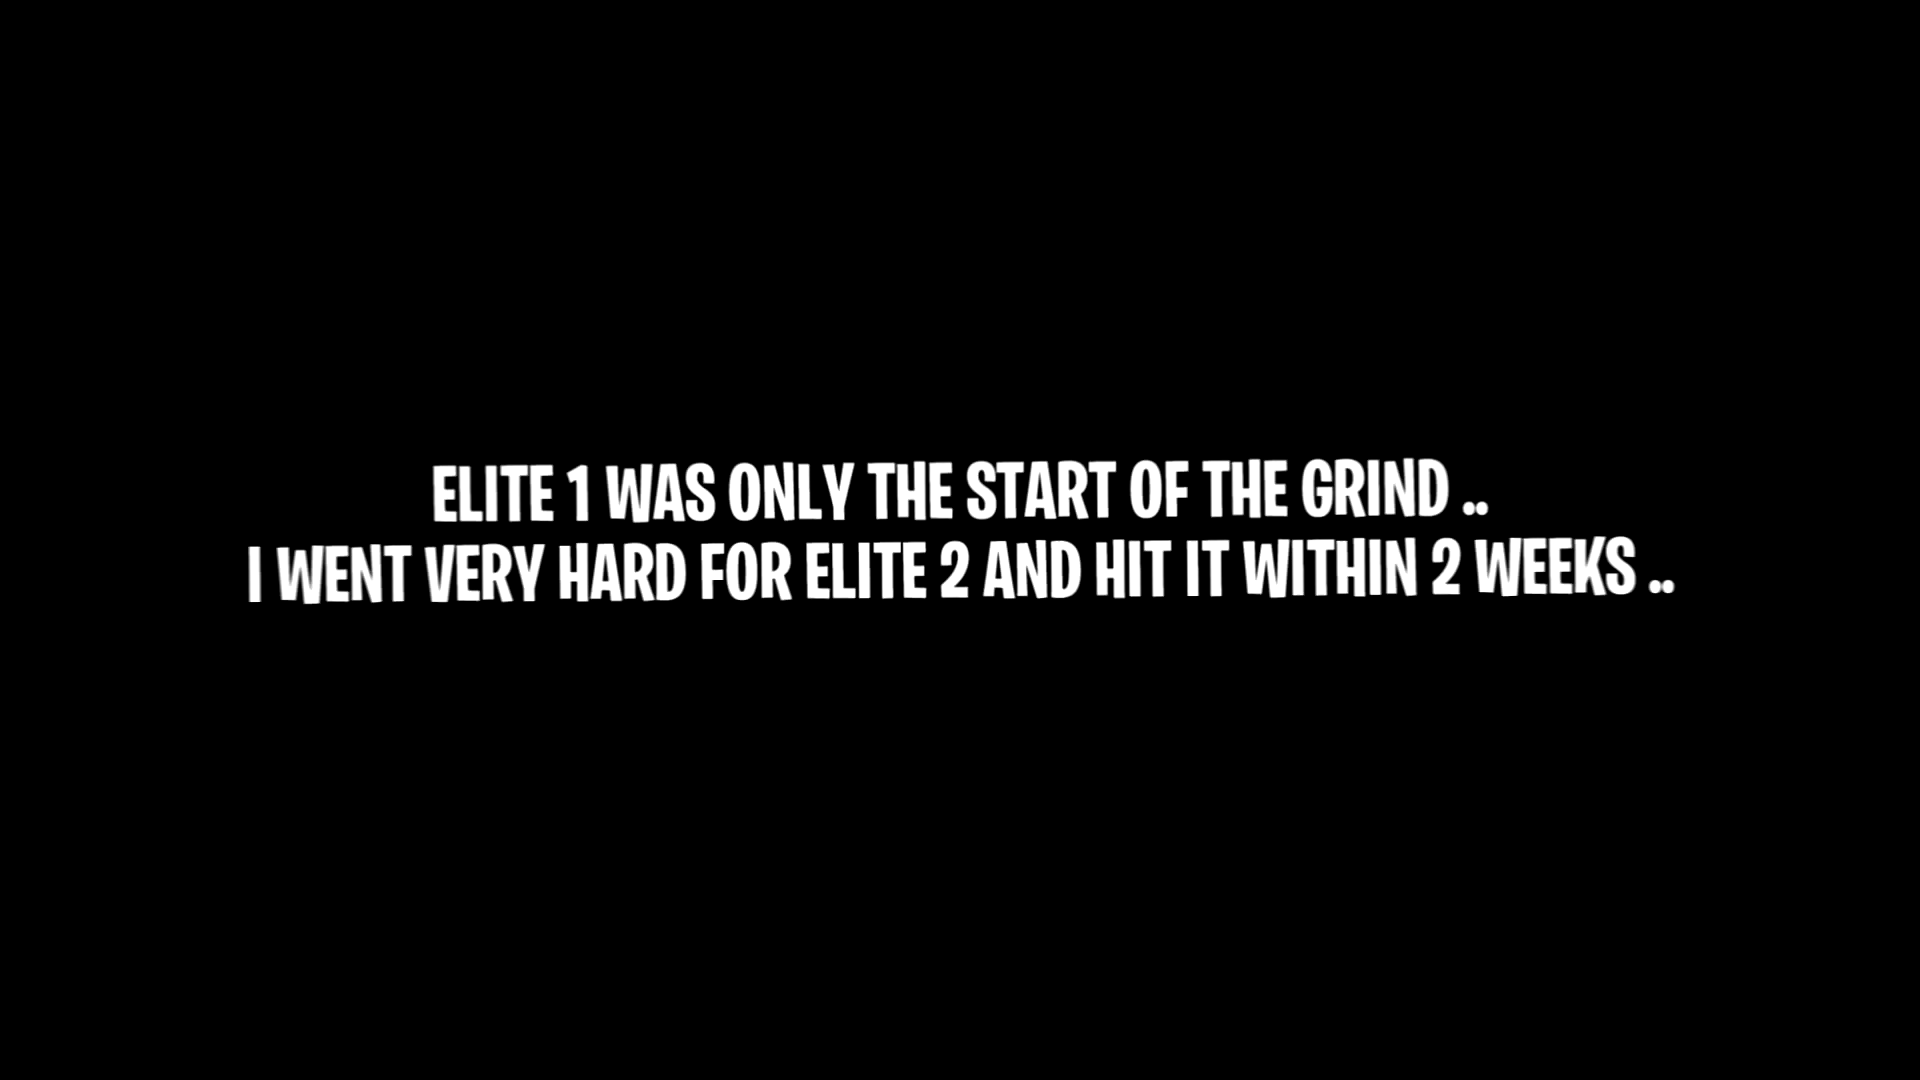 ELITE 1 WAS ONLY THE START OF THE GRIND ..
I WENT VERY HARD FOR ELITE 2 AND HIT IT WITHIN 2 WEEKS ..